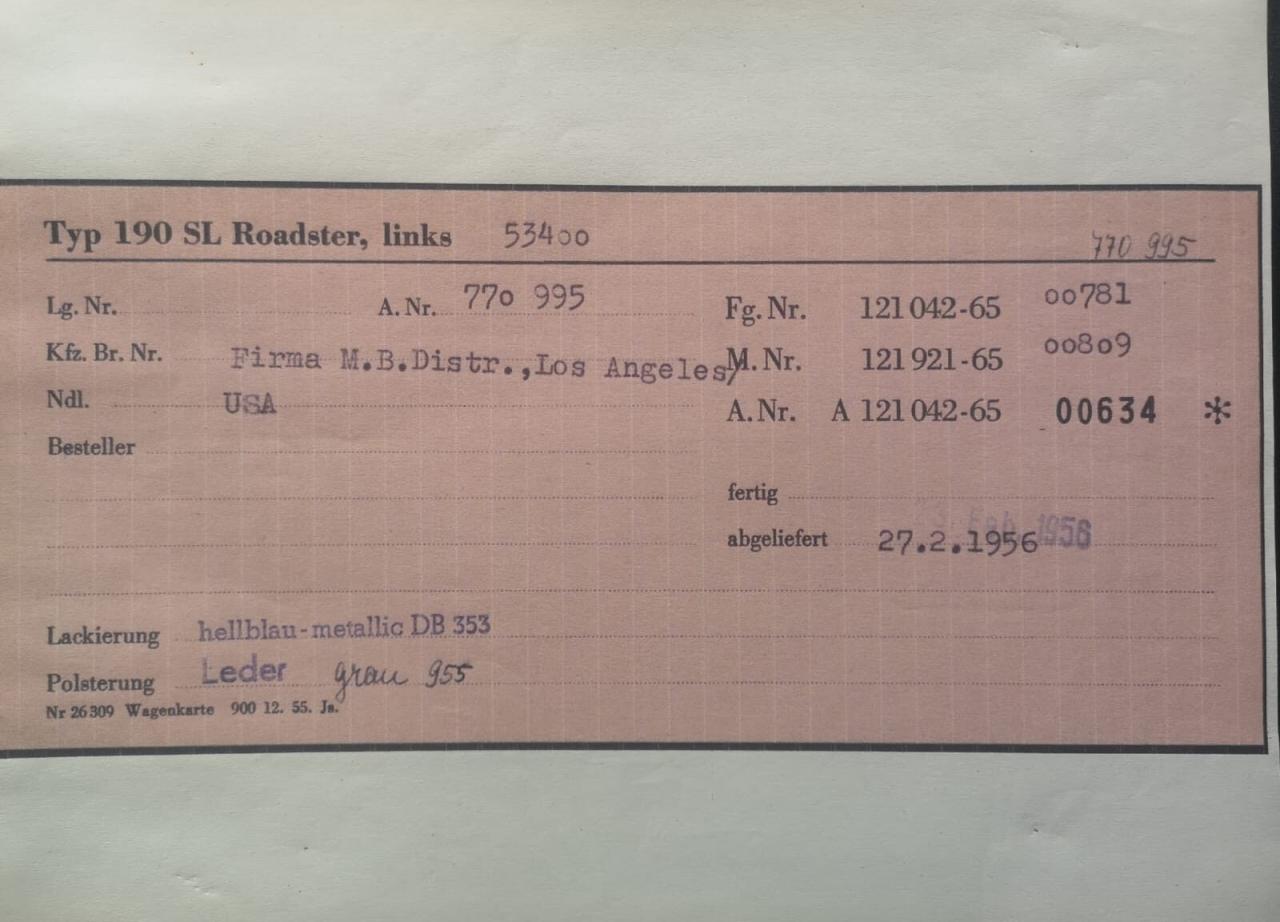 Typ 190 SL Roadster, links 53400
770 995
Lg. Nr. A. Nr. 770 995 Fg. Nr. 121 042-65 00781
Kfz. Br. Nr. Firma M.B.Distr.,Los Angeles/ M. Nr. 121 921-65 00809
Ndl. USA A. Nr. A 121 042-65 00634 *
Besteller
fertig
abgeliefert 27.2.1956 Feb. 1956
Lackierung hellblau-metallic DB 353
Polsterung Leder grau 955
Nr 26309 Wagenkarte 900 12. 55. Ja.